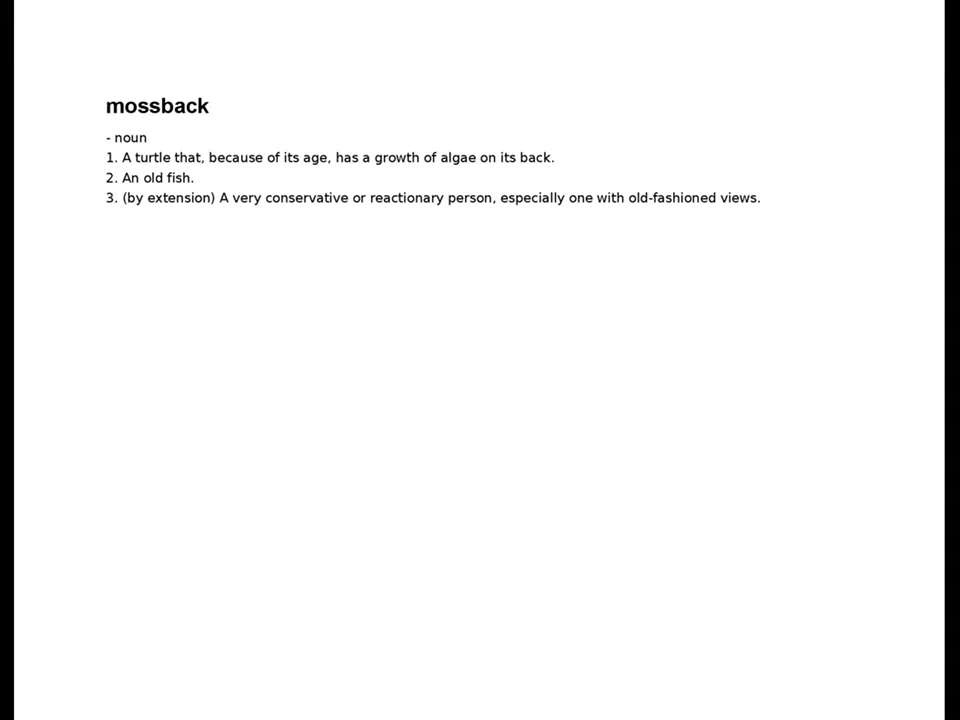 mossback
- noun
1. A turtle that, because of its age, has a growth of algae on its back.
2. An old fish.
3. (by extension) A very conservative or reactionary person, especially one with old-fashioned views.